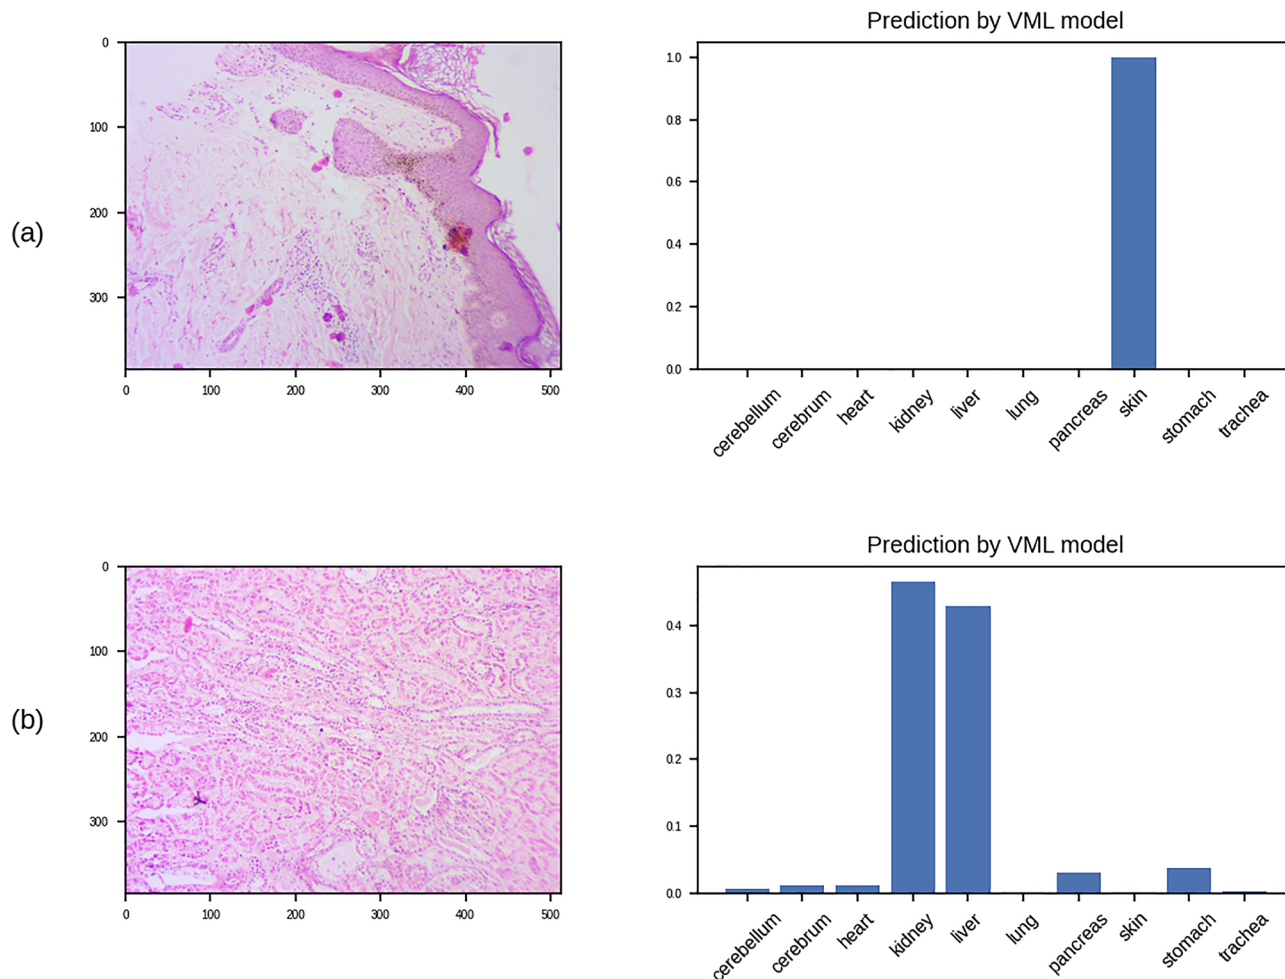 Prediction by VML model
(a)
0
100
200
300
0 100 200 300 400 500
1.0
0.8
0.6
0.4
0.2
0.0
cerebellum cerebrum heart kidney liver lung pancreas skin stomach trachea
Prediction by VML model
(b)
0
100
200
300
0 100 200 300 400 500
0.4
0.3
0.2
0.1
0.0
cerebellum cerebrum heart kidney liver lung pancreas skin stomach trachea